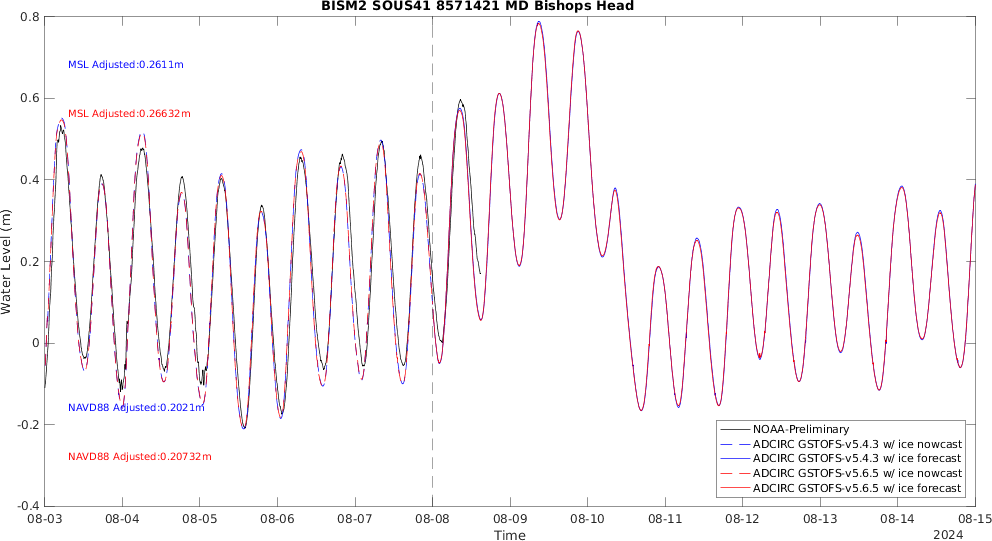 BISM2 SOUS41 8571421 MD Bishops Head
0.8
0.6
0.4
0.2
0
-0.2
-0.4
Water Level (m)
MSL Adjusted:0.2611m
MSL Adjusted:0.26632m
NAVD88 Adjusted:0.2021m
NAVD88 Adjusted:0.20732m
NOAA-Preliminary
ADCIRC GSTOFS-v5.4.3 w/ ice nowcast
ADCIRC GSTOFS-v5.4.3 w/ ice forecast
ADCIRC GSTOFS-v5.6.5 w/ ice nowcast
ADCIRC GSTOFS-v5.6.5 w/ ice forecast
08-03 08-04 08-05 08-06 08-07 08-08 08-09 08-10 08-11 08-12 08-13 08-14 08-15
Time
2024